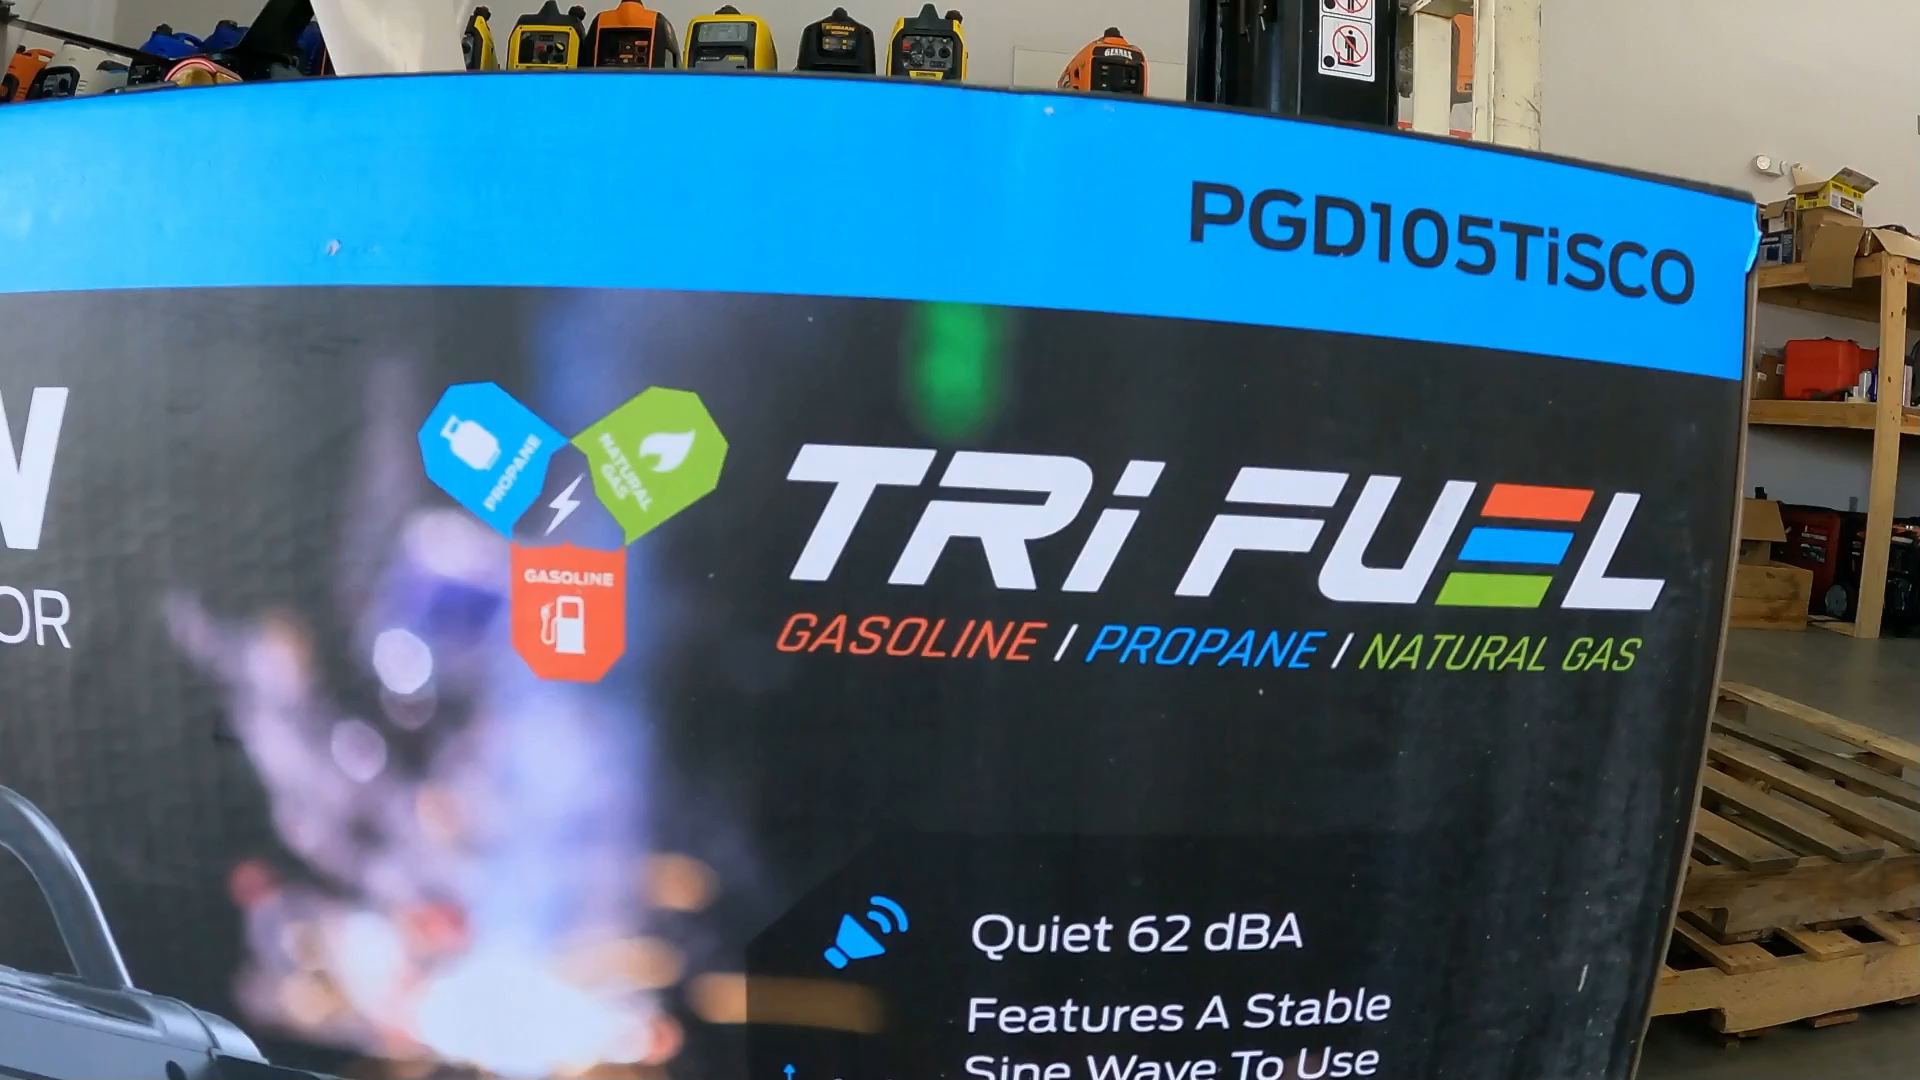 PGD105TiSCO
PROPANE
NATURAL
GAS
GASOLINE
TRi FUEL
GASOLINE / PROPANE / NATURAL GAS
Quiet 62 dBA
Features A Stable
Sine Wave To Use